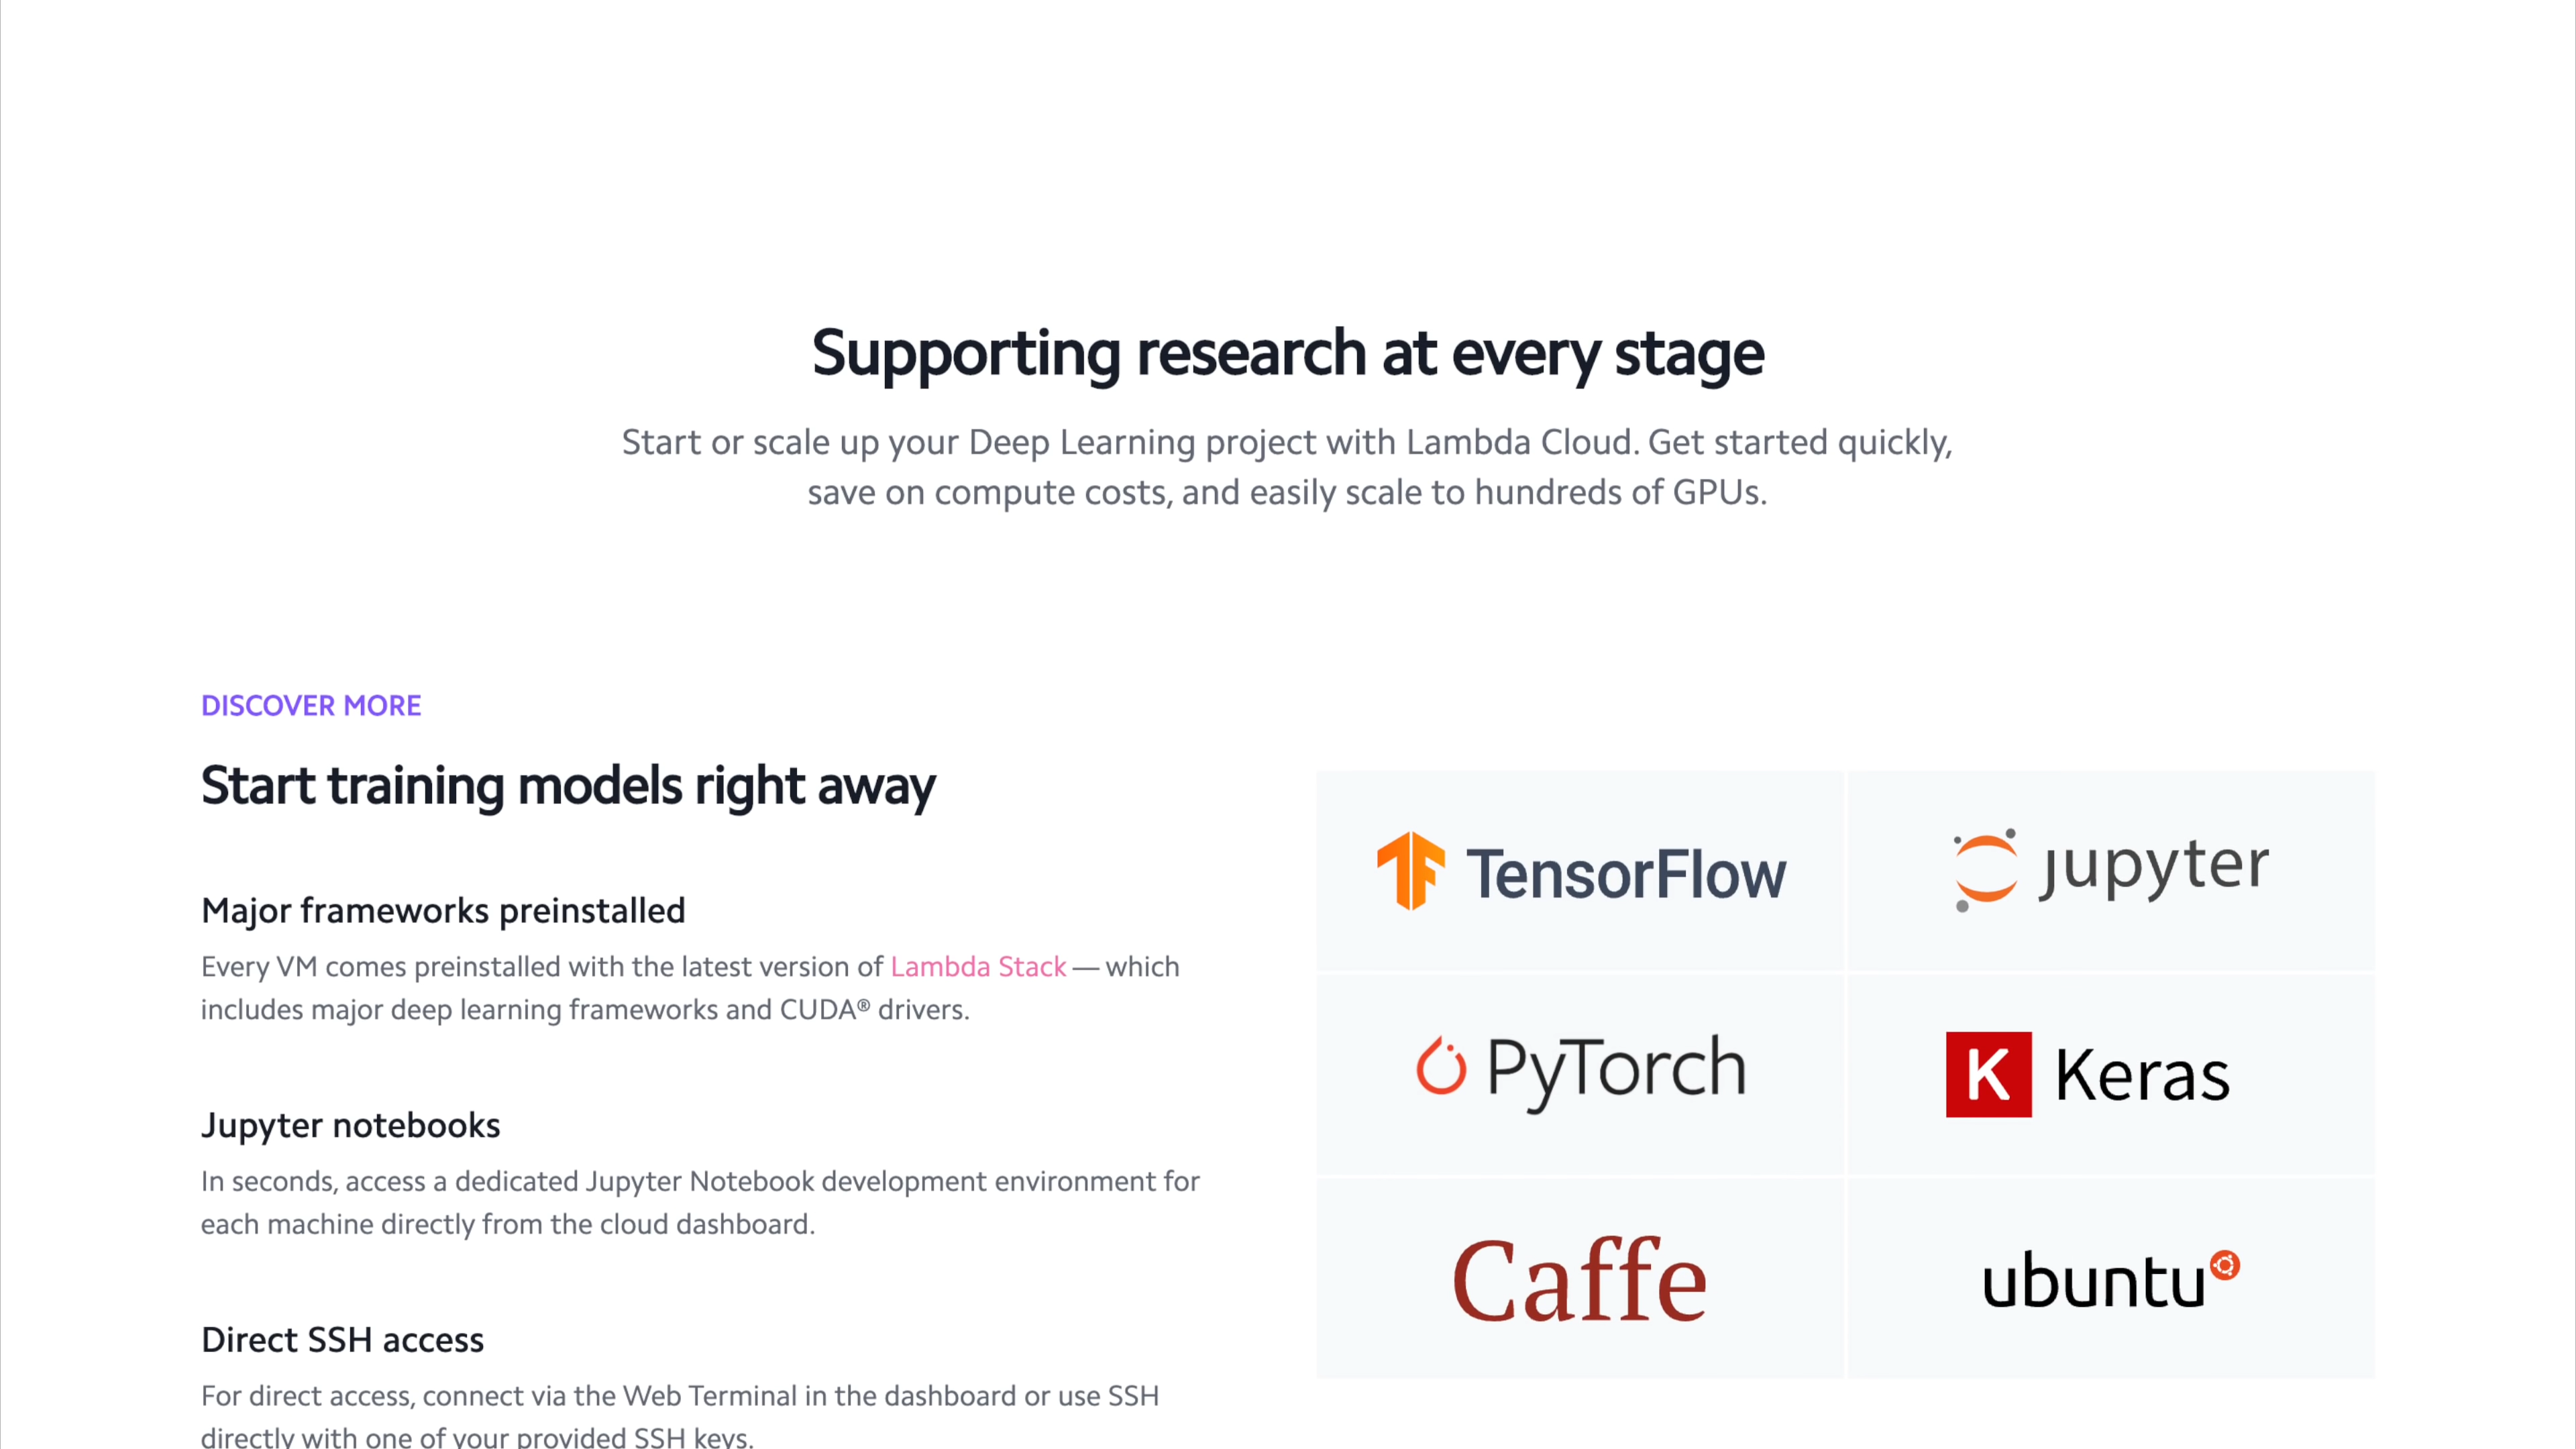 Supporting research at every stage
Start or scale up your Deep Learning project with Lambda Cloud. Get started quickly,
save on compute costs, and easily scale to hundreds of GPUs.
DISCOVER MORE
Start training models right away
Major frameworks preinstalled
Every VM comes preinstalled with the latest version of Lambda Stack — which
includes major deep learning frameworks and CUDA® drivers.
Jupyter notebooks
In seconds, access a dedicated Jupyter Notebook development environment for
each machine directly from the cloud dashboard.
Direct SSH access
For direct access, connect via the Web Terminal in the dashboard or use SSH
directly with one of your provided SSH keys.
TensorFlow
jupyter
PyTorch
K Keras
Caffe
ubuntu